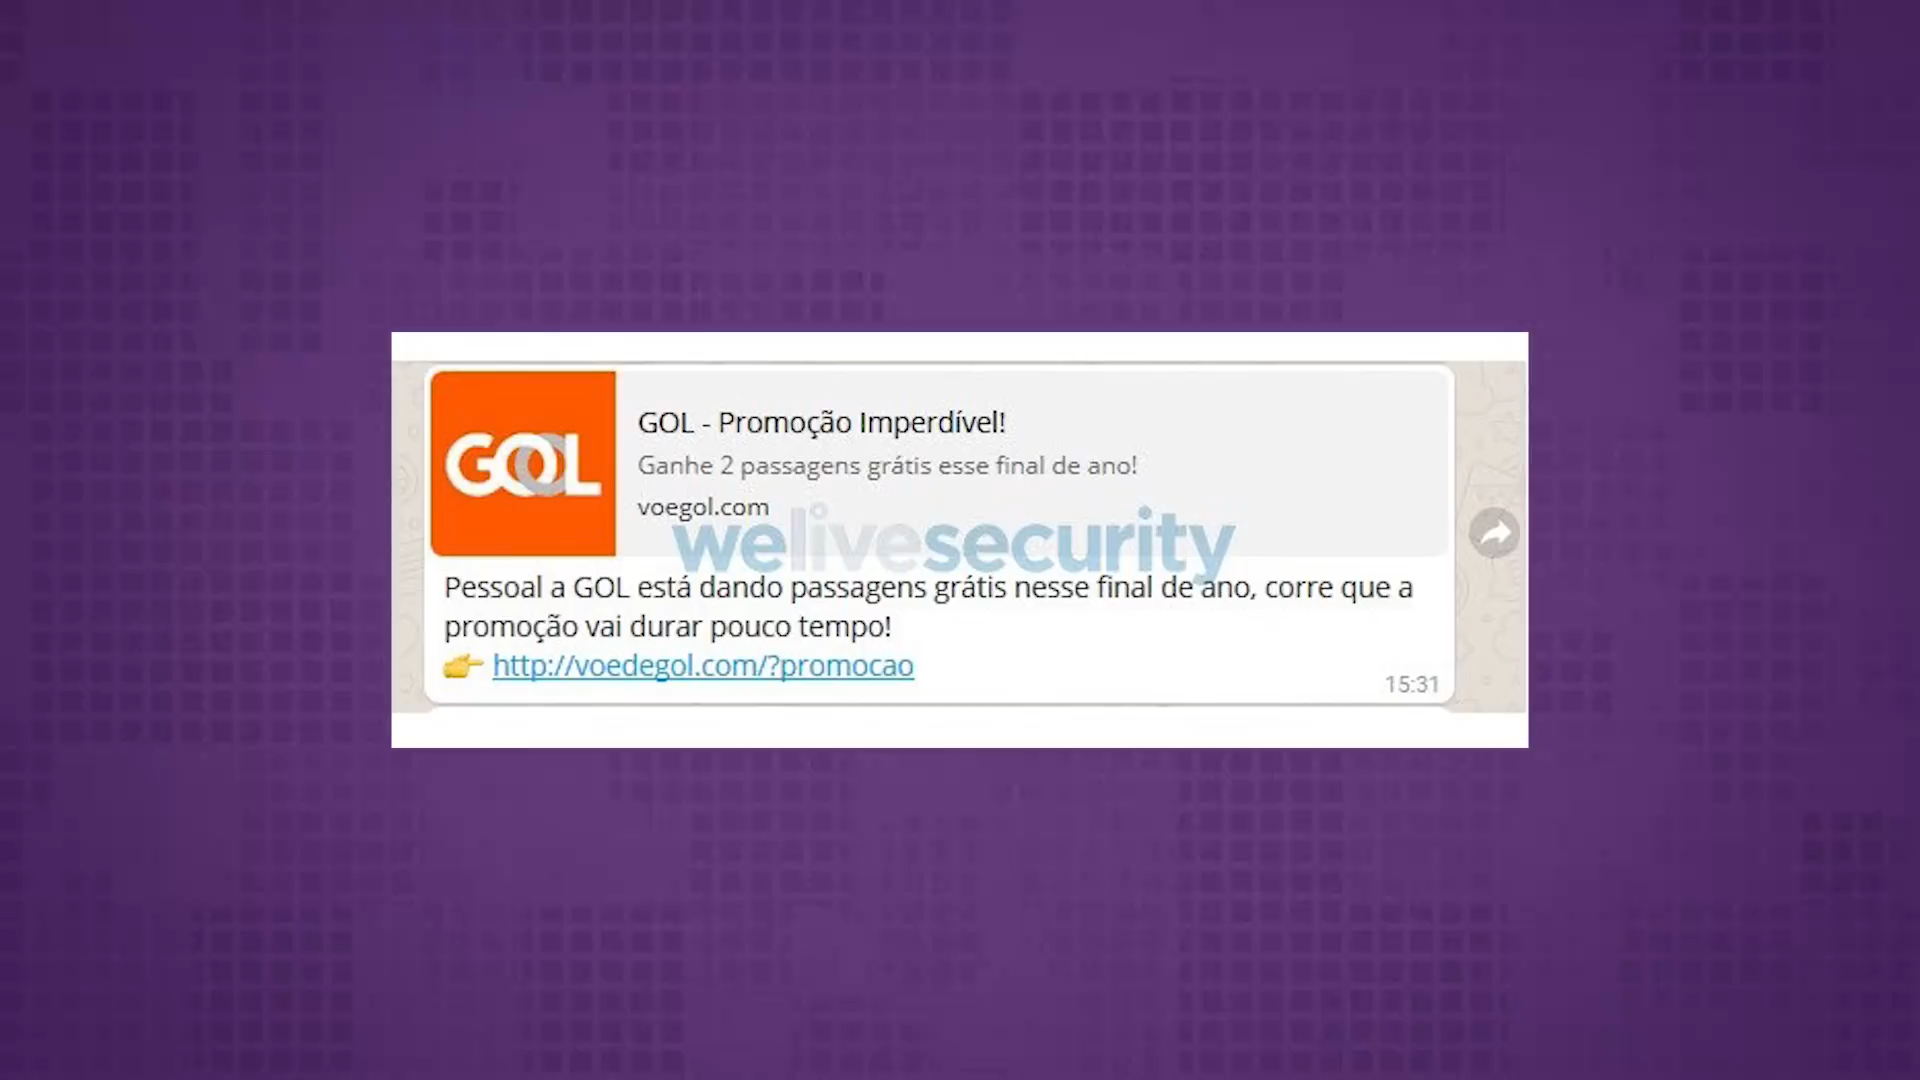 GOL
GOL - Promoção Imperdível!
Ganhe 2 passagens grátis esse final de ano!
voegol.com
welivesecurity
Pessoal a GOL está dando passagens grátis nesse final de ano, corre que a
promoção vai durar pouco tempo!
👉 http://voedegol.com/?promocao
15:31